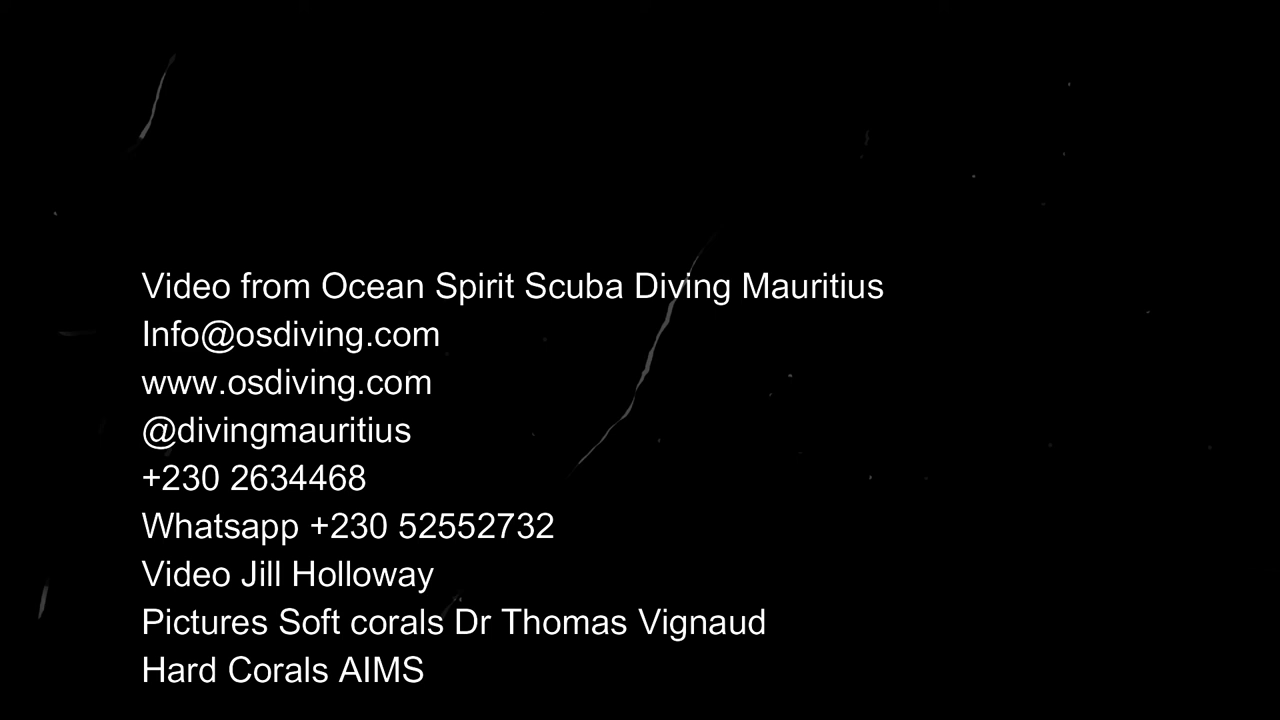 Video from Ocean Spirit Scuba Diving Mauritius
Info@osdiving.com
www.osdiving.com
@divingmauritius
+230 2634468
Whatsapp +230 52552732
Video Jill Holloway
Pictures Soft corals Dr Thomas Vignaud
Hard Corals AIMS